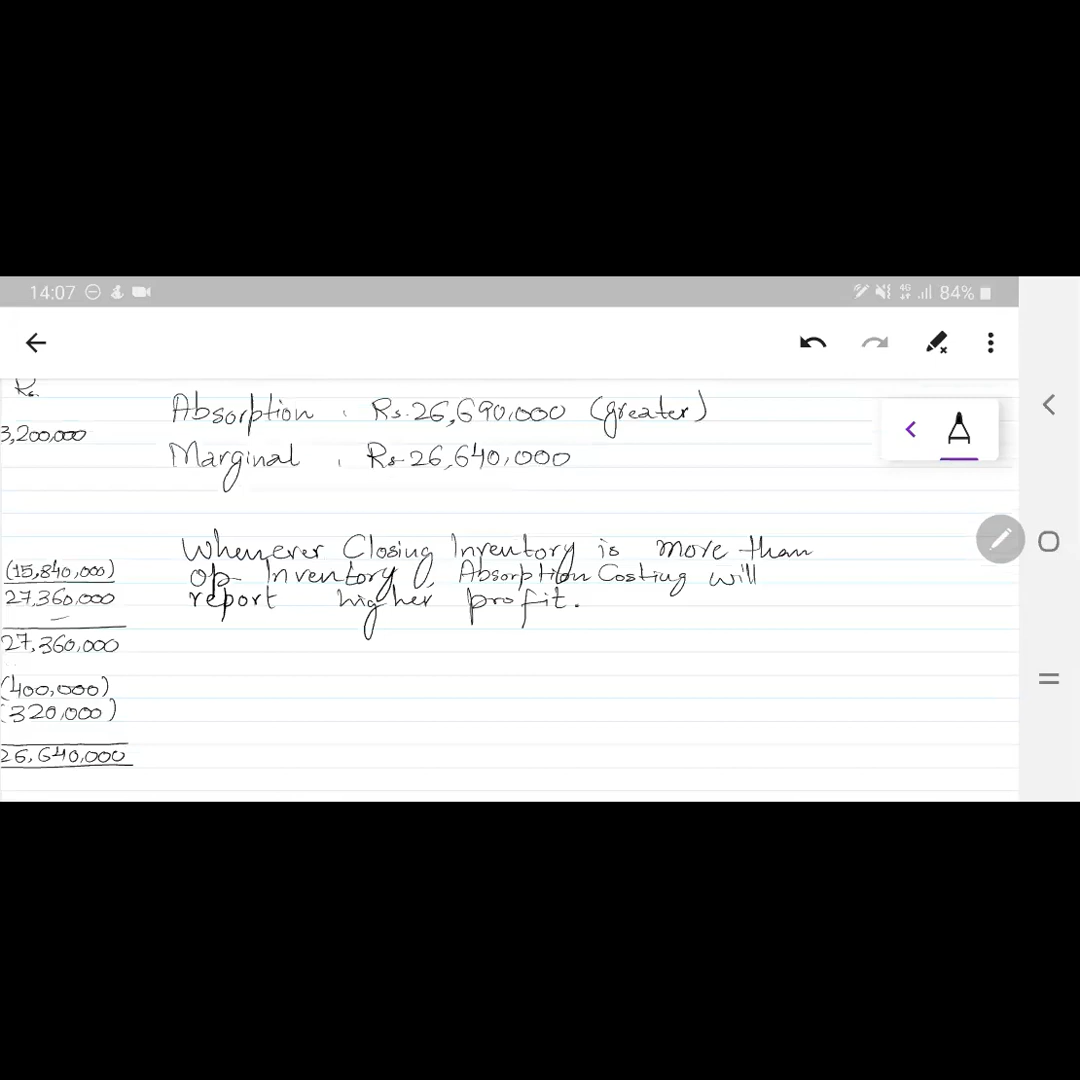 14:07
4G 84%
Rs.
Absorption : Rs.26,690,000 (greater)
3,200,000
Marginal : Rs.26,640,000
Whenever Closing Inventory is more than
(15,840,000)
op- Inventory, Absorption Costing will
27,360,000
report higher profit.
27,360,000
(400,000)
(320,000)
26,640,000